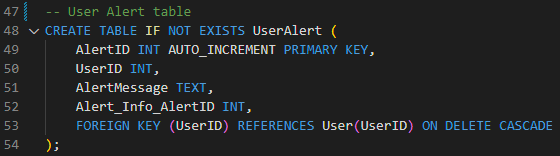 47 -- User Alert table
48 CREATE TABLE IF NOT EXISTS UserAlert (
49 AlertID INT AUTO_INCREMENT PRIMARY KEY,
50 UserID INT,
51 AlertMessage TEXT,
52 Alert_Info_AlertID INT,
53 FOREIGN KEY (UserID) REFERENCES User(UserID) ON DELETE CASCADE
54 );